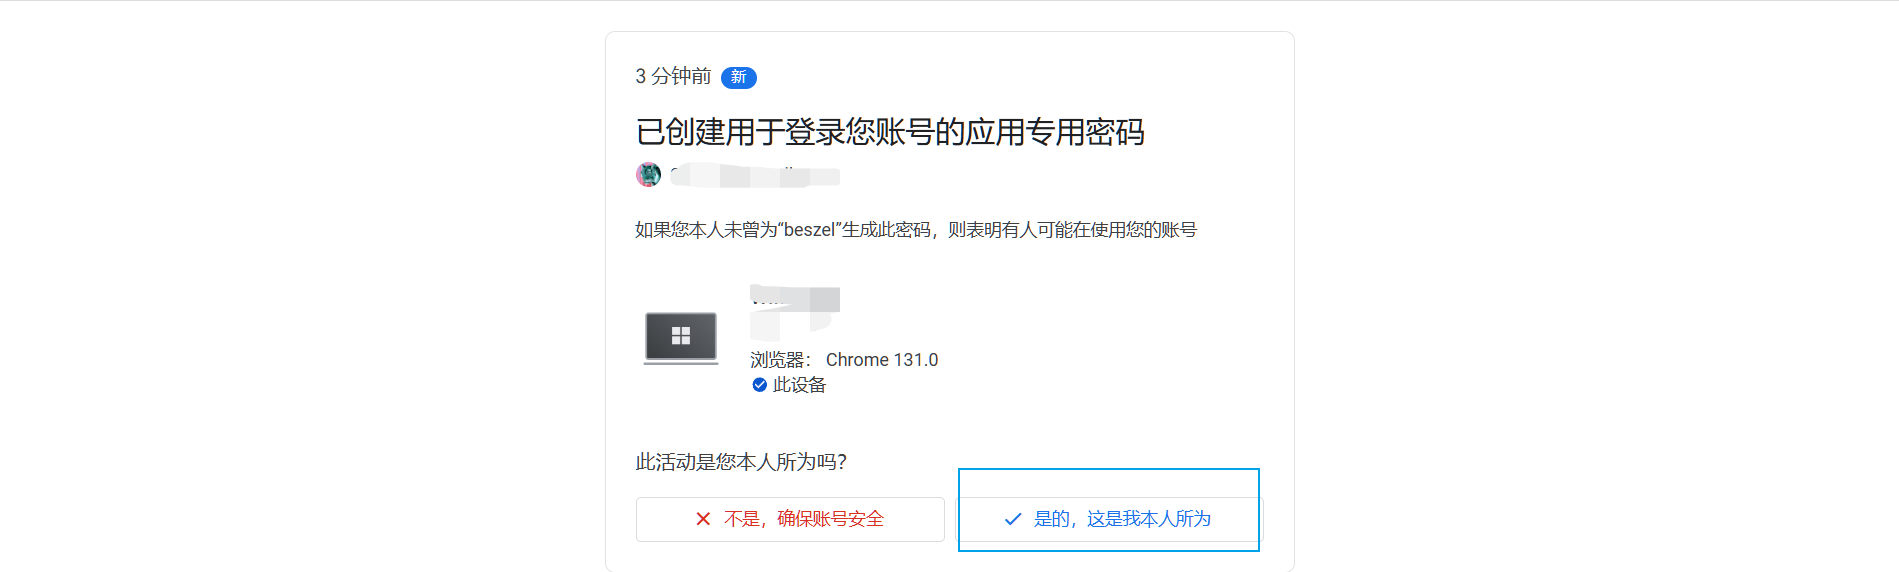 3 分钟前 新
已创建用于登录您账号的应用专用密码
如果您本人未曾为“beszel”生成此密码，则表明有人可能在使用您的账号
浏览器： Chrome 131.0
此设备
此活动是您本人所为吗？
不是，确保账号安全
是的，这是我本人所为